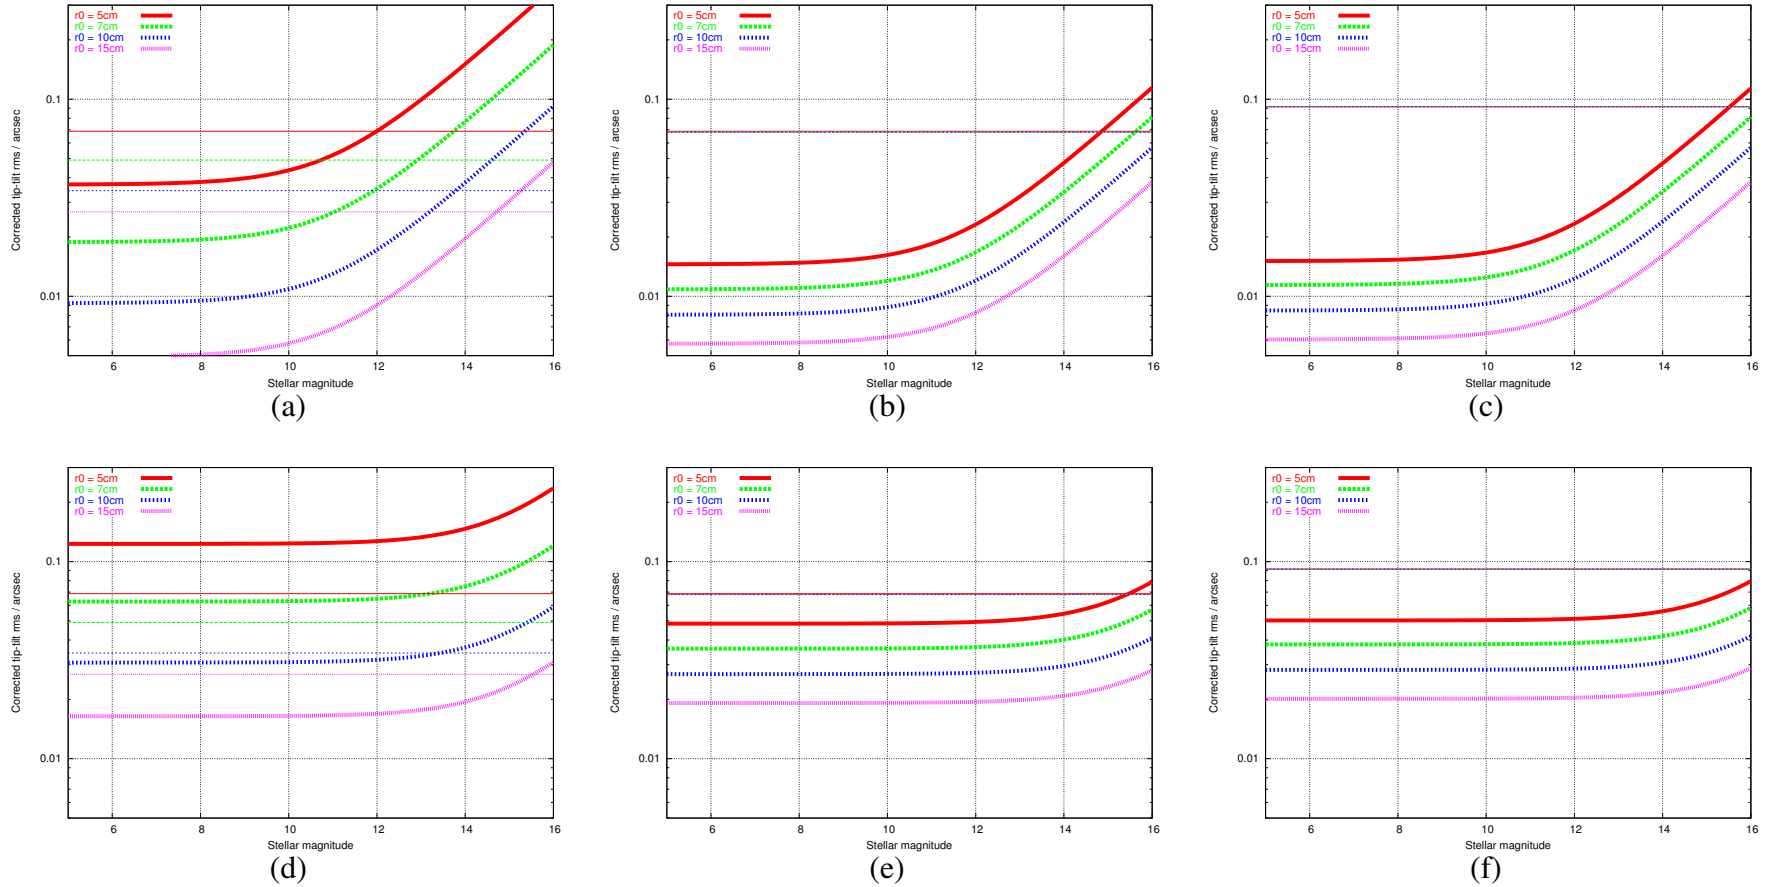 r0 = 5cm
r0 = 7cm
r0 = 10cm
r0 = 15cm
0.1
0.01
Corrected tip-tilt rms / arcsec
6 8 10 12 14 16
Stellar magnitude
(a)
r0 = 5cm
r0 = 7cm
r0 = 10cm
r0 = 15cm
0.1
0.01
Corrected tip-tilt rms / arcsec
6 8 10 12 14 16
Stellar magnitude
(b)
r0 = 5cm
r0 = 7cm
r0 = 10cm
r0 = 15cm
0.1
0.01
Corrected tip-tilt rms / arcsec
6 8 10 12 14 16
Stellar magnitude
(c)
r0 = 5cm
r0 = 7cm
r0 = 10cm
r0 = 15cm
0.1
0.01
Corrected tip-tilt rms / arcsec
6 8 10 12 14 16
Stellar magnitude
(d)
r0 = 5cm
r0 = 7cm
r0 = 10cm
r0 = 15cm
0.1
0.01
Corrected tip-tilt rms / arcsec
6 8 10 12 14 16
Stellar magnitude
(e)
r0 = 5cm
r0 = 7cm
r0 = 10cm
r0 = 15cm
0.1
0.01
Corrected tip-tilt rms / arcsec
6 8 10 12 14 16
Stellar magnitude
(f)